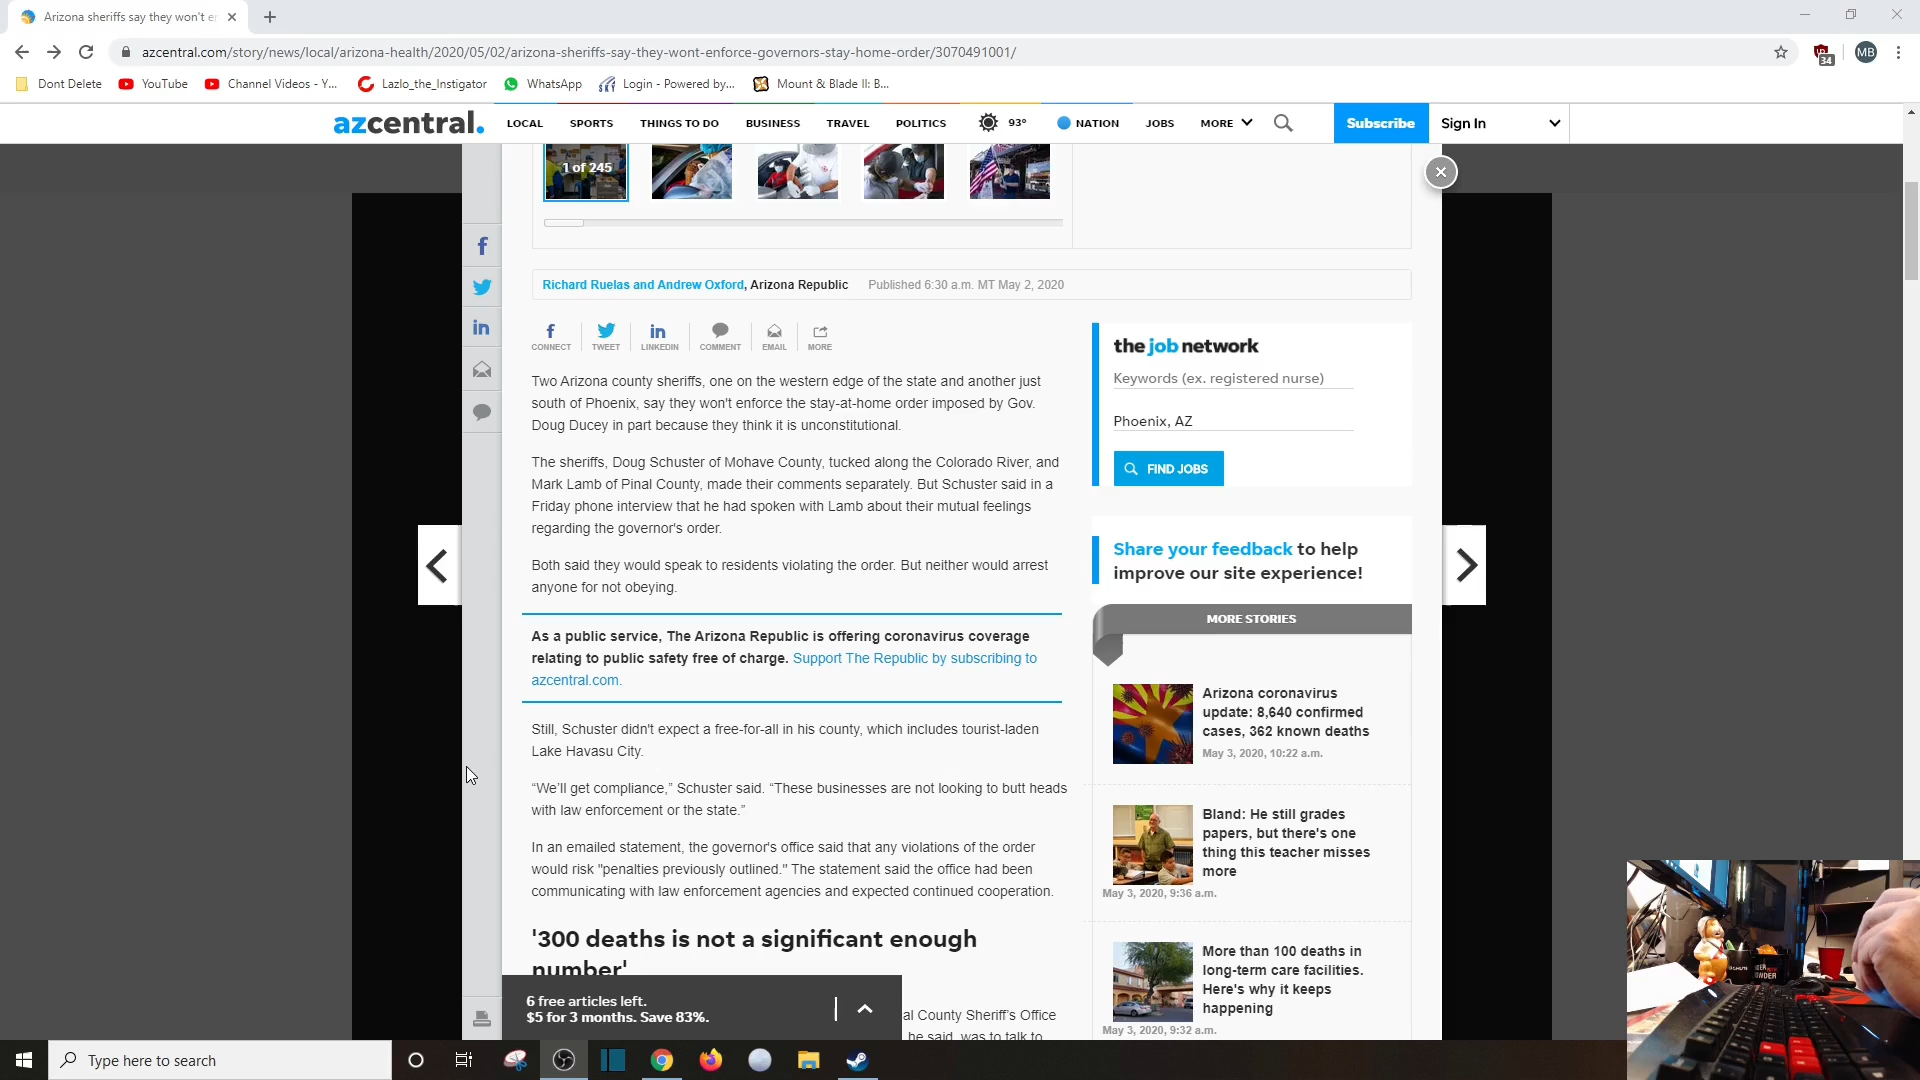 Arizona sheriffs say they won't e
azcentral.com/story/news/local/arizona-health/2020/05/02/arizona-sheriffs-say-they-wont-enforce-governors-stay-home-order/3070491001/
34
MB
Dont Delete
YouTube
Channel Videos - Y...
Lazlo_the_Instigator
WhatsApp
Login - Powered by...
Mount & Blade II: B...
azcentral.
LOCAL
SPORTS
THINGS TO DO
BUSINESS
TRAVEL
POLITICS
93°
NATION
JOBS
MORE
Subscribe
Sign In
1 of 245
Richard Ruelas and Andrew Oxford, Arizona Republic
Published 6:30 a.m. MT May 2, 2020
CONNECT
TWEET
LINKEDIN
COMMENT
EMAIL
MORE
Two Arizona county sheriffs, one on the western edge of the state and another just
south of Phoenix, say they won't enforce the stay-at-home order imposed by Gov.
Doug Ducey in part because they think it is unconstitutional.
The sheriffs, Doug Schuster of Mohave County, tucked along the Colorado River, and
Mark Lamb of Pinal County, made their comments separately. But Schuster said in a
Friday phone interview that he had spoken with Lamb about their mutual feelings
regarding the governor's order.
Both said they would speak to residents violating the order. But neither would arrest
anyone for not obeying.
As a public service, The Arizona Republic is offering coronavirus coverage
relating to public safety free of charge. Support The Republic by subscribing to
azcentral.com.
Still, Schuster didn't expect a free-for-all in his county, which includes tourist-laden
Lake Havasu City.
“We’ll get compliance,” Schuster said. “These businesses are not looking to butt heads
with law enforcement or the state.”
In an emailed statement, the governor's office said that any violations of the order
would risk "penalties previously outlined." The statement said the office had been
communicating with law enforcement agencies and expected continued cooperation.
'300 deaths is not a significant enough
number'
al County Sheriff's Office
he said, was to talk to
6 free articles left.
$5 for 3 months. Save 83%.
the job network
Keywords (ex. registered nurse)
Phoenix, AZ
FIND JOBS
Share your feedback to help
improve our site experience!
MORE STORIES
Arizona coronavirus
update: 8,640 confirmed
cases, 362 known deaths
May 3, 2020, 10:22 a.m.
Bland: He still grades
papers, but there's one
thing this teacher misses
more
May 3, 2020, 9:36 a.m.
More than 100 deaths in
long-term care facilities.
Here's why it keeps
happening
May 3, 2020, 9:32 a.m.
Type here to search